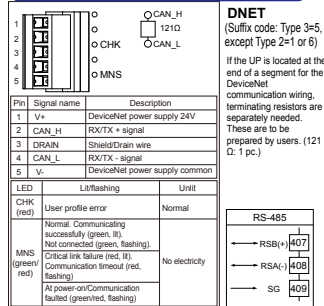 1
2
3
4
5
CHK
MNS
CAN_H
121Ω
CAN_L
Pin Signal name Description
1 V+ DeviceNet power supply 24V
2 CAN_H RX/TX + signal
3 DRAIN Shield/Drain wire
4 CAN_L RX/TX - signal
5 V- DeviceNet power supply common
LED Lit/flashing Unlit
CHK (red) User profile error Normal
MNS (green/red)
Normal. Communicating
successfully (green, lit).
Not connected (green, flashing).
Critical link failure (red, lit).
Communication timeout (red,
flashing)
At power-on/Communication
faulted (green/red, flashing)
No electricity
DNET
(Suffix code: Type 3=5,
except Type 2=1 or 6)
If the UP is located at the
end of a segment for the
DeviceNet
communication wiring,
terminating resistors are
separately needed.
These are to be
prepared by users. (121
Ω: 1 pc.)
RS-485
RSB(+) 407
RSA(-) 408
SG 409